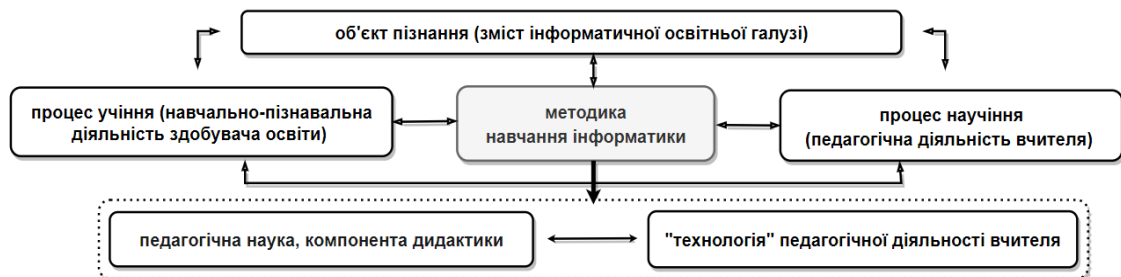 об'єкт пізнання (зміст інформатичної освітньої галузі)
процес учіння (навчально-пізнавальна
діяльність здобувача освіти)
методика
навчання інформатики
процес научіння
(педагогічна діяльність вчителя)
педагогічна наука, компонента дидактики
"технологія" педагогічної діяльності вчителя